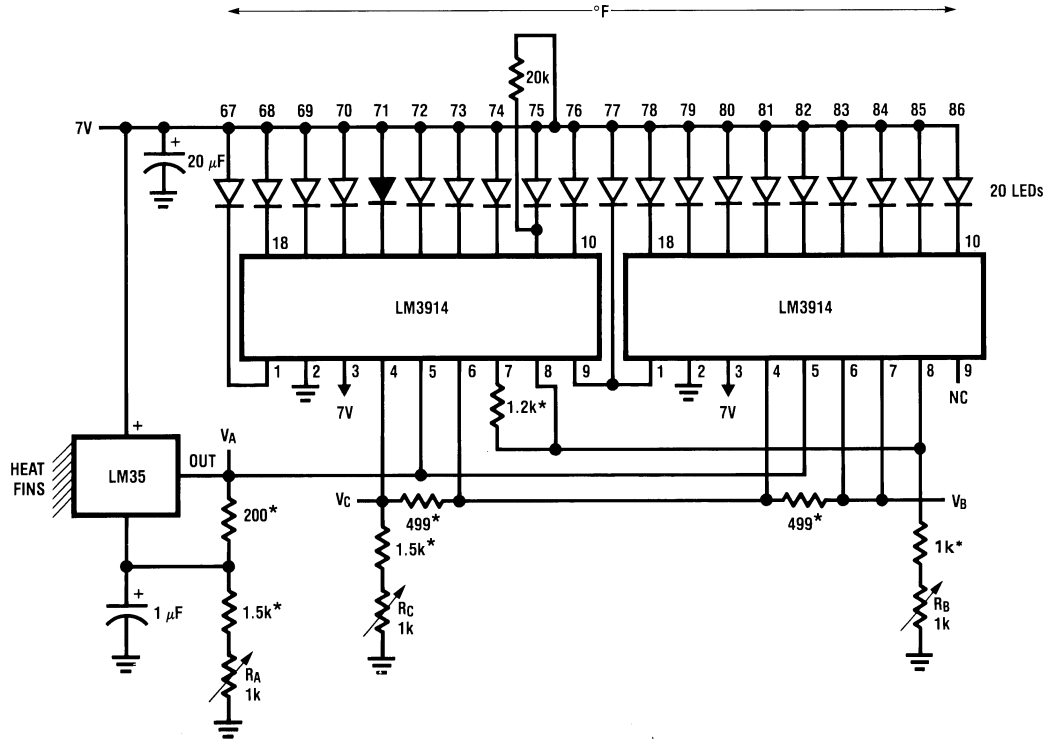 °F
20k
67 68 69 70 71 72 73 74 75 76 77 78 79 80 81 82 83 84 85 86
7V
+
20 μF
20 LEDs
18 10 18 10
LM3914 LM3914
1 2 3 4 5 6 7 8 9 1 2 3 4 5 6 7 8 9
7V 1.2k* 7V NC
+
HEAT FINS
LM35
OUT
VA
VC 499* 499* VB
200*
1.5k* 1k*
+
1 μF
1.5k*
RC 1k
RB 1k
RA 1k